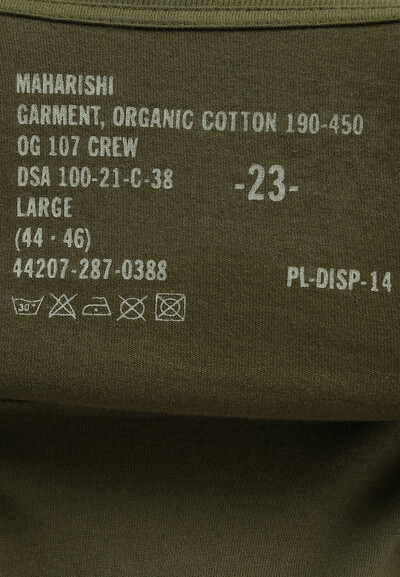 MAHARISHI
GARMENT, ORGANIC COTTON 190-450
OG 107 CREW
DSA 100-21-C-38
-23-
LARGE
(44 · 46)
44207-287-0388
PL-DISP-14
30°